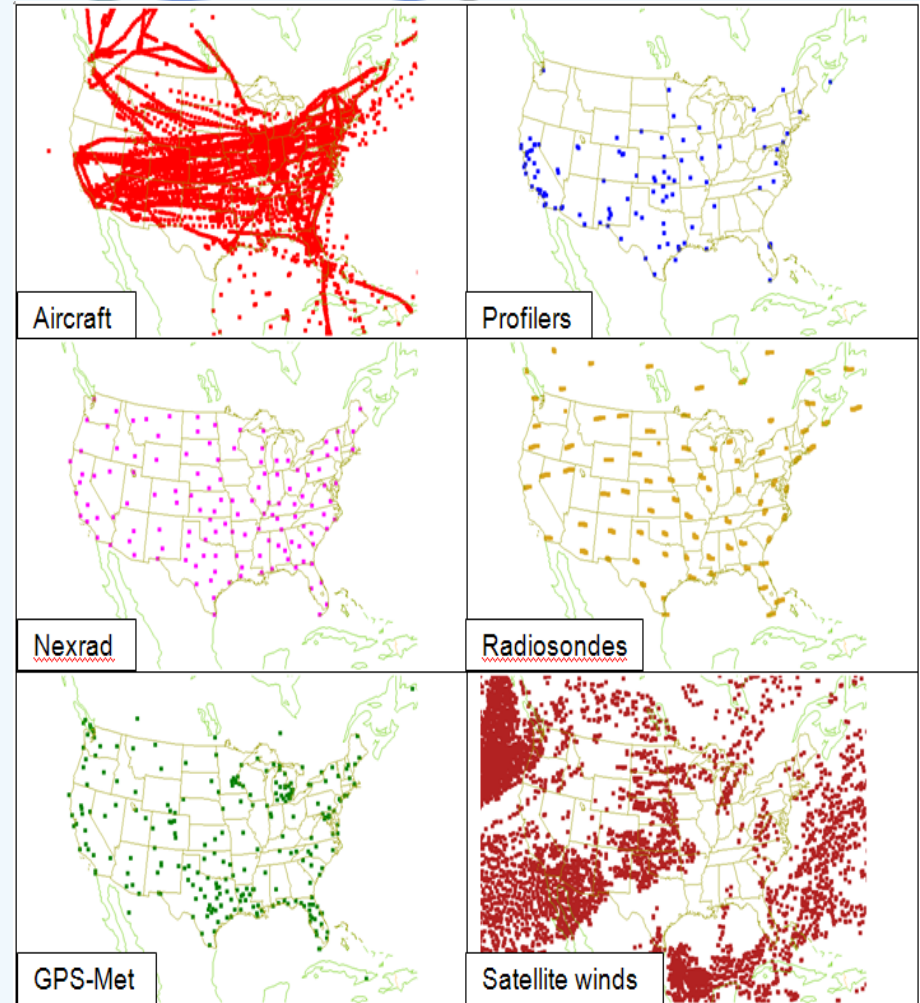 Aircraft
Profilers
Nexrad
Radiosondes
GPS-Met
Satellite winds